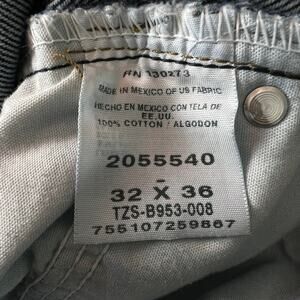 RN 130273
MADE IN MEXICO OF US FABRIC
HECHO EN MEXICO CON TELA DE
EE.UU.
100% COTTON / ALGODON
2055540
-
32 X 36
TZS-B953-008
755107259867